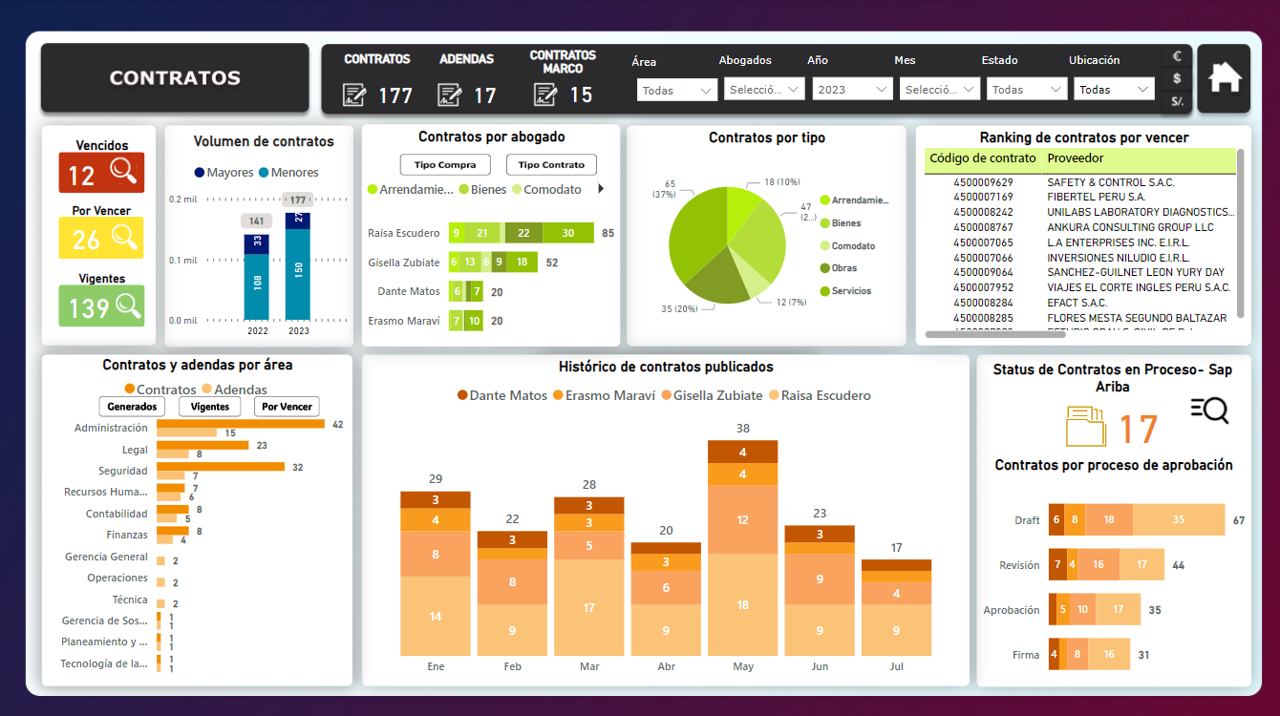 CONTRATOS
CONTRATOS
177
ADENDAS
17
CONTRATOS
MARCO
15
Área
Todas
Abogados
Selecció...
Año
2023
Mes
Selecció...
Estado
Todas
Ubicación
Todas
€
$
S/.
Vencidos
12
Por Vencer
26
Vigentes
139
Volumen de contratos
Mayores Menores
0.2 mil
0.1 mil
0.0 mil
141
33
108
2022
177
27
150
2023
Contratos por abogado
Tipo Compra Tipo Contrato
Arrendamie... Bienes Comodato
Raisa Escudero 9 21 22 30 85
Gisella Zubiate 6 13 6 9 18 52
Dante Matos 6 7 20
Erasmo Maraví 7 10 20
Contratos por tipo
65
(37%)
18 (10%)
47
(2...)
12 (7%)
35 (20%)
Arrendamie...
Bienes
Comodato
Obras
Servicios
Ranking de contratos por vencer
Código de contrato Proveedor
4500009629 SAFETY & CONTROL S.A.C.
4500007169 FIBERTEL PERU S.A.
4500008242 UNILABS LABORATORY DIAGNOSTICS...
4500008767 ANKURA CONSULTING GROUP LLC
4500007065 L.A ENTERPRISES INC. E.I.R.L.
4500007066 INVERSIONES NILUDIO E.I.R.L.
4500009064 SANCHEZ-GUILNET LEON YURY DAY
4500007952 VIAJES EL CORTE INGLES PERU S.A.C.
4500008284 EFACT S.A.C.
4500008285 FLORES MESTA SEGUNDO BALTAZAR
Contratos y adendas por área
Contratos Adendas
Generados Vigentes Por Vencer
Administración 42
15
Legal 23
8
Seguridad 32
7
Recursos Huma... 7
6
Contabilidad 8
5
Finanzas 8
4
Gerencia General 2
Operaciones 2
Técnica 2
Gerencia de Sos... 1
1
Planeamiento y ... 1
1
Tecnología de la... 1
1
Histórico de contratos publicados
Dante Matos Erasmo Maraví Gisella Zubiate Raisa Escudero
29
3
4
8
14
Ene
22
3
8
9
Feb
28
3
3
5
17
Mar
20
3
6
9
Abr
38
4
4
12
18
May
23
3
9
9
Jun
17
4
9
Jul
Status de Contratos en Proceso- Sap
Ariba
17
Contratos por proceso de aprobación
Draft 6 8 18 35 67
Revisión 7 4 16 17 44
Aprobación 5 10 17 35
Firma 4 8 16 31